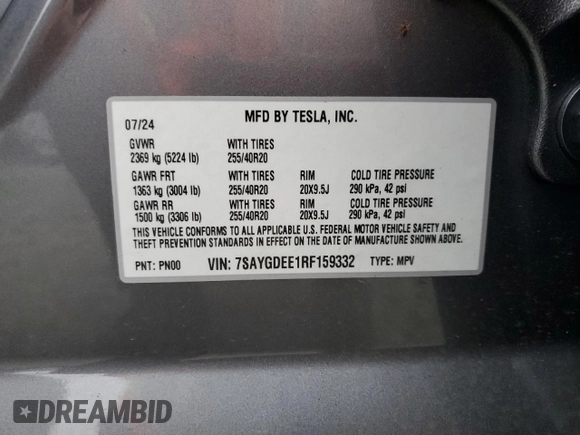 07/24 MFD BY TESLA, INC.
GVWR WITH TIRES
2369 kg (5224 lb) 255/40R20
GAWR FRT WITH TIRES RIM COLD TIRE PRESSURE
1363 kg (3004 lb) 255/40R20 20X9.5J 290 kPa, 42 psi
GAWR RR WITH TIRES RIM COLD TIRE PRESSURE
1500 kg (3306 lb) 255/40R20 20X9.5J 290 kPa, 42 psi
THIS VEHICLE CONFORMS TO ALL APPLICABLE U.S. FEDERAL MOTOR VEHICLE SAFETY AND
THEFT PREVENTION STANDARDS IN EFFECT ON THE DATE OF MANUFACTURE SHOWN ABOVE.
PNT: PN00 VIN: 7SAYGDEE1RF159332 TYPE: MPV
DREAMBID